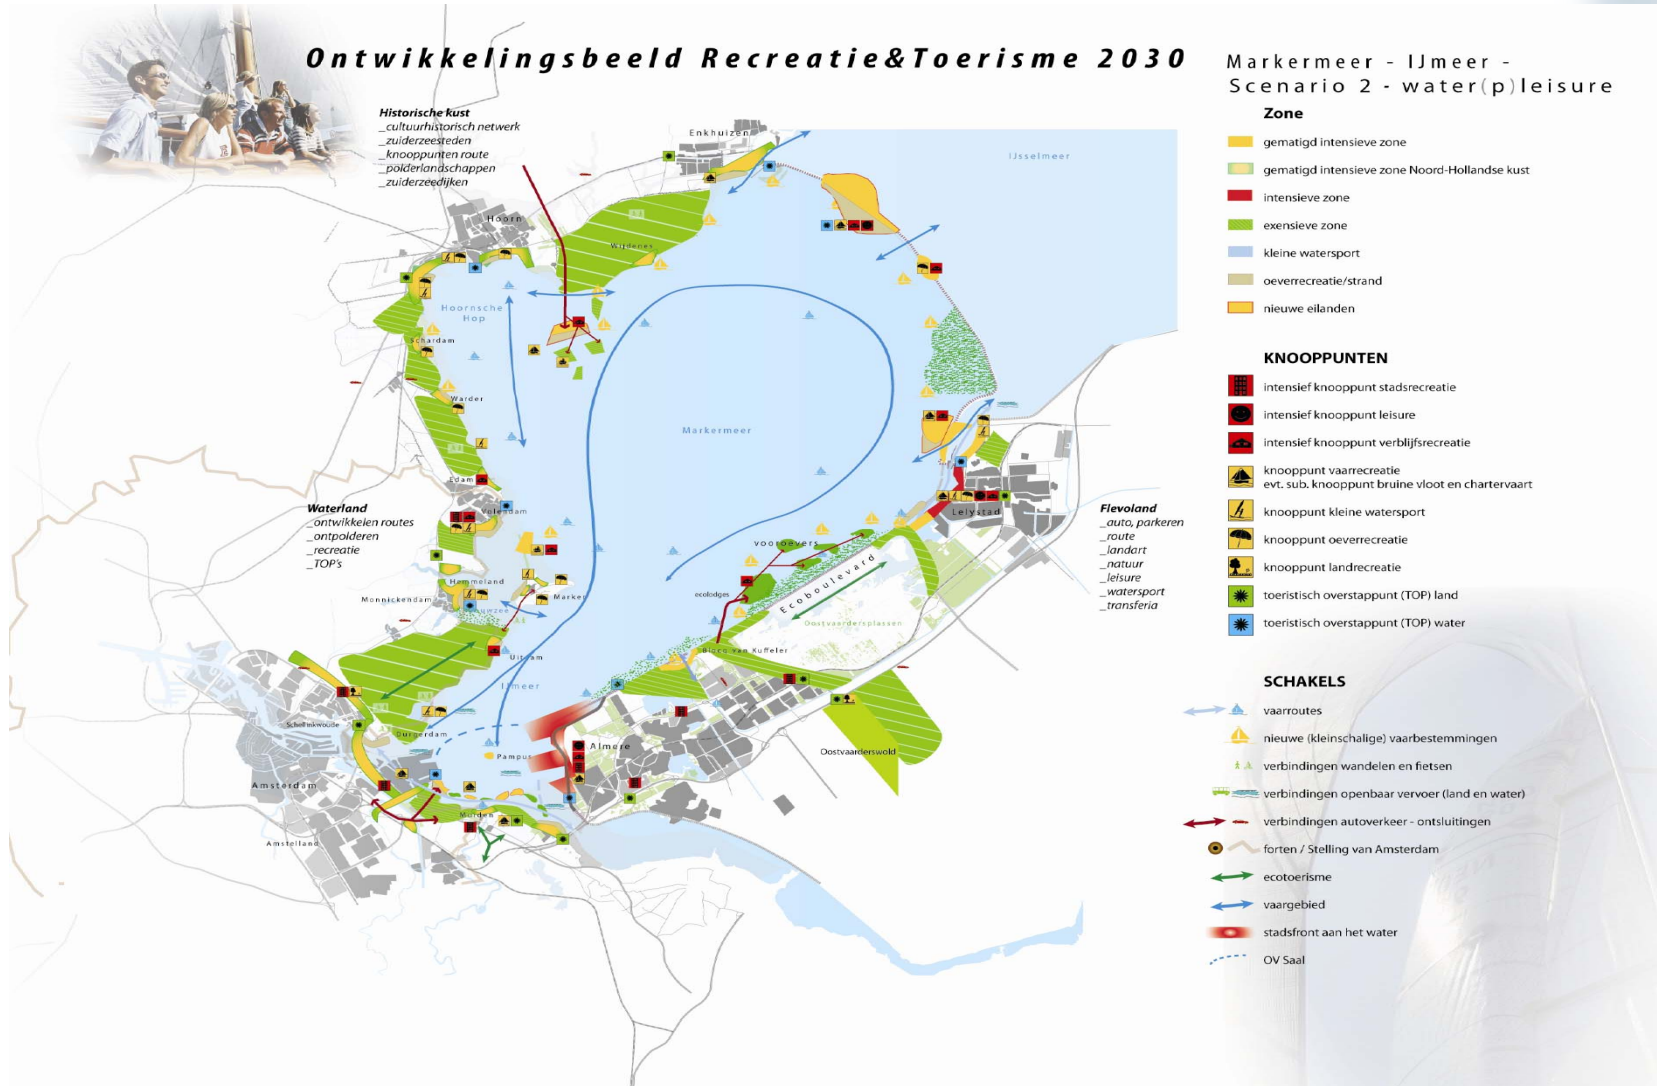 Ontwikkelingsbeeld Recreatie&Toerisme 2030
Markermeer - IJmeer -
Scenario 2 - water(p)leisure
Historische kust
_cultuurhistorisch netwerk
_zuiderzeesteden
_knooppunten route
_polderlandschappen
_zuiderzeedijken
Enkhuizen
IJsselmeer
Hoorn
Wijdenes
Hoornsche
Hop
Schardam
Warder
Markermeer
Edam
Volendam
Lelystad
Waterland
_ontwikkelen routes
_ontpolderen
_recreatie
_TOP's
Flevoland
_auto, parkeren
_route
_landart
_natuur
_leisure
_watersport
_transferia
vooroevers
Ecoboulevard
ecolodges
Oostvaardersplassen
Hemmeland
Monnickendam
Marken
Gouwzee
Uitdam
IJmeer
Bloco van Kuffeler
Schellinkwoude
Durgerdam
Pampus
Almere
Oostvaarderswold
Amsterdam
Muiden
Amstelland
Zone
gematigd intensieve zone
gematigd intensieve zone Noord-Hollandse kust
intensieve zone
exensieve zone
kleine watersport
oeverrecreatie/strand
nieuwe eilanden
KNOOPPUNTEN
intensief knooppunt stadsrecreatie
intensief knooppunt leisure
intensief knooppunt verblijfsrecreatie
knooppunt vaarrecreatie
evt. sub. knooppunt bruine vloot en chartervaart
knooppunt kleine watersport
knooppunt oeverrecreatie
knooppunt landrecreatie
toeristisch overstappunt (TOP) land
toeristisch overstappunt (TOP) water
SCHAKELS
vaarroutes
nieuwe (kleinschalige) vaarbestemmingen
verbindingen wandelen en fietsen
verbindingen openbaar vervoer (land en water)
verbindingen autoverkeer - ontsluitingen
forten / Stelling van Amsterdam
ecotoerisme
vaargebied
stadsfront aan het water
OV Saal